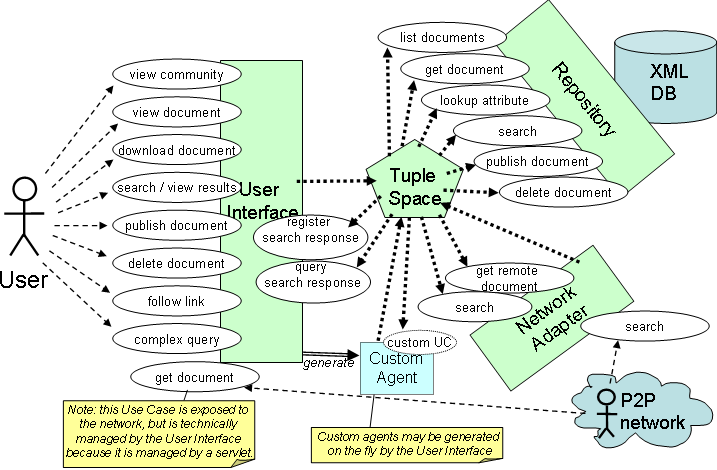 list documents
get document
lookup attribute
search
publish document
delete document
Repository
XML
DB
view community
view document
download document
search / view results
publish document
delete document
follow link
complex query
get document
User
User
Interface
register
search response
query
search response
Tuple
Space
get remote
document
search
Network
Adapter
search
P2P
network
custom UC
Custom
Agent
generate
Note: this Use Case is exposed to
the network, but is technically
managed by the User Interface
because it is managed by a servlet.
Custom agents may be generated
on the fly by the User Interface